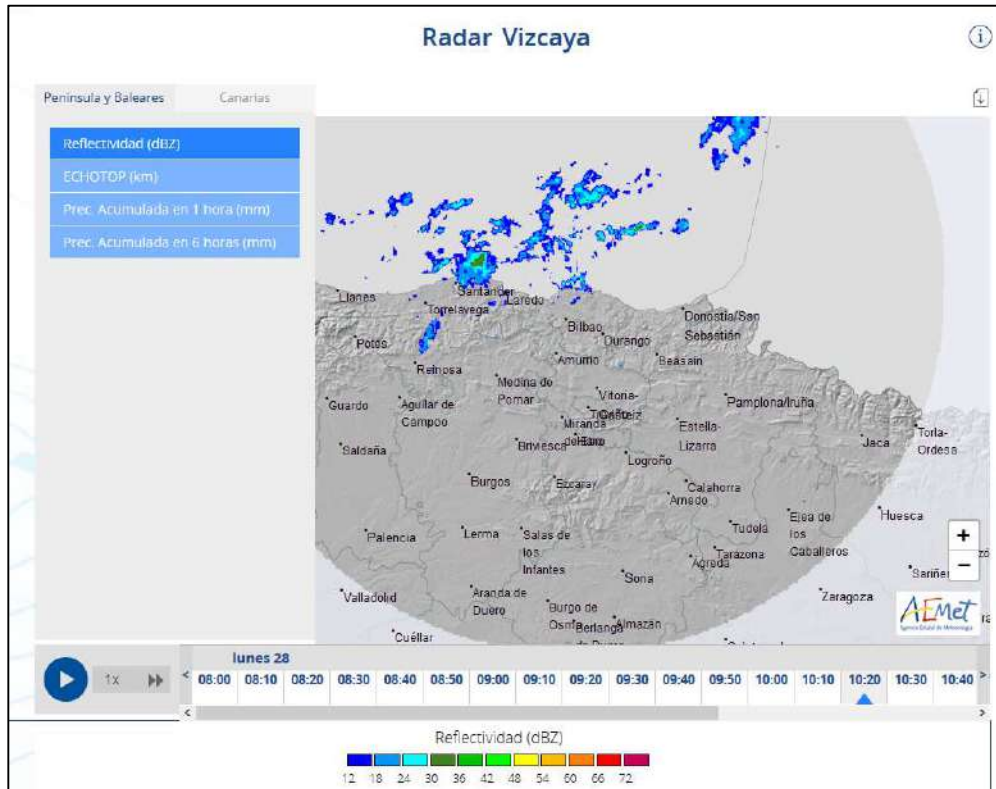 Radar Vizcaya
i
Peninsula y Baleares
Canarias
Reflectividad (dBZ)
ECHOTOP (km)
Prec. Acumulada en 1 hora (mm)
Prec. Acumulada en 6 horas (mm)
Llanes
Santander
Torrelavega
Laredo
Bilbao
Durango
Donostia/San
Sebastián
Potes
Reinosa
Amurrio
Beasain
Guardo
Aguilar de
Campoo
Medina de
Pomar
Vitoria-
Gasteiz
Pamplona/Iruña
Miranda
Estella-
Lizarra
Saldaña
Briviesca
Logroño
Jaca
Torla-
Ordesa
Burgos
Ezcaray
Calahorra
Arnedo
Palencia
Lerma
Salas de
los
Infantes
Tudela
Ejea de
los
Caballeros
Huesca
Tarazona
Agreda
Soria
Valladolid
Aranda de
Duero
Burgo de
Osma
Berlanga
Almazán
Zaragoza
Cuéllar
+
−
AEMet
Agencia Estatal de Meteorología
lunes 28
1x
08:00 08:10 08:20 08:30 08:40 08:50 09:00 09:10 09:20 09:30 09:40 09:50 10:00 10:10 10:20 10:30 10:40
Reflectividad (dBZ)
12 18 24 30 36 42 48 54 60 66 72